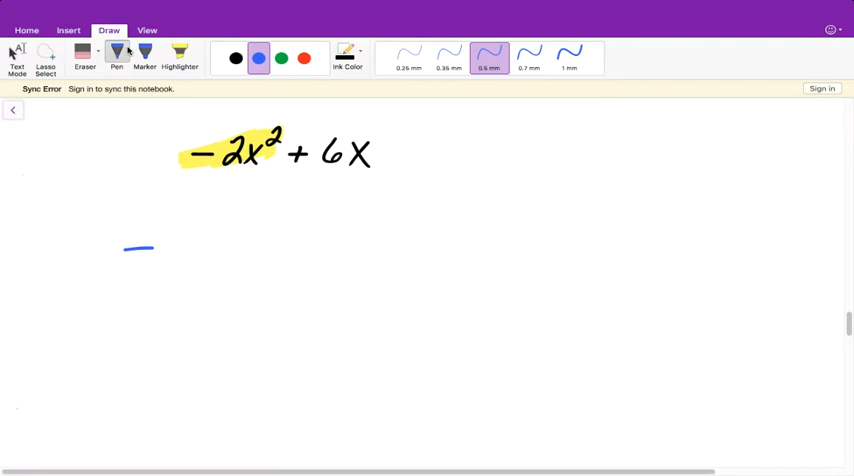 Home Insert Draw View
Text Mode Lasso Select Eraser Pen Marker Highlighter Ink Color 0.25 mm 0.35 mm 0.5 mm 0.7 mm 1 mm
Sync Error Sign in to sync this notebook. Sign in
-2x² + 6x
—